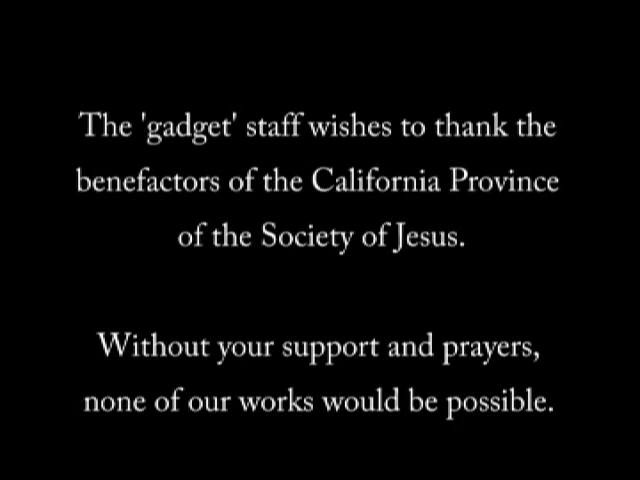 The 'gadget' staff wishes to thank the
benefactors of the California Province
of the Society of Jesus.
Without your support and prayers,
none of our works would be possible.